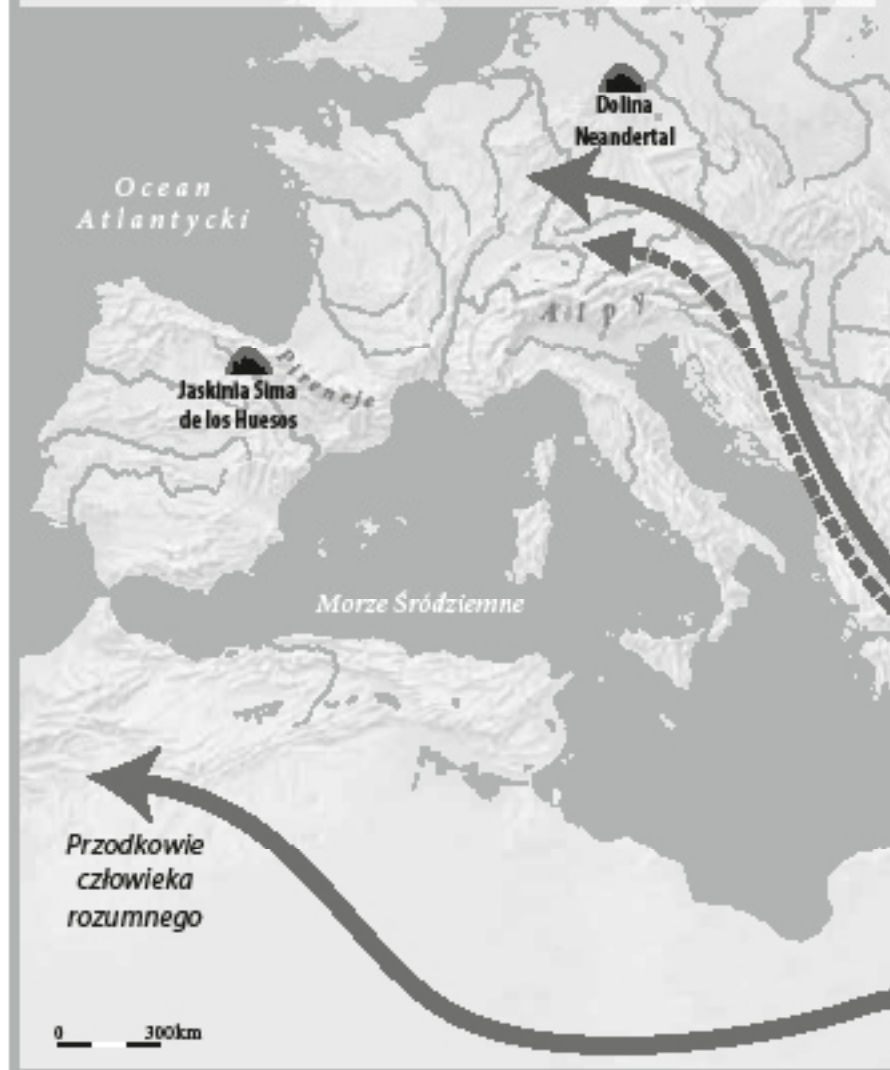 Dolina
Neandertal
Ocean
Atlantycki
Alpy
Pireneje
Jaskinia Sima
de los Huesos
Morze Śródziemne
Przodkowie
człowieka
rozumnego
0 300km